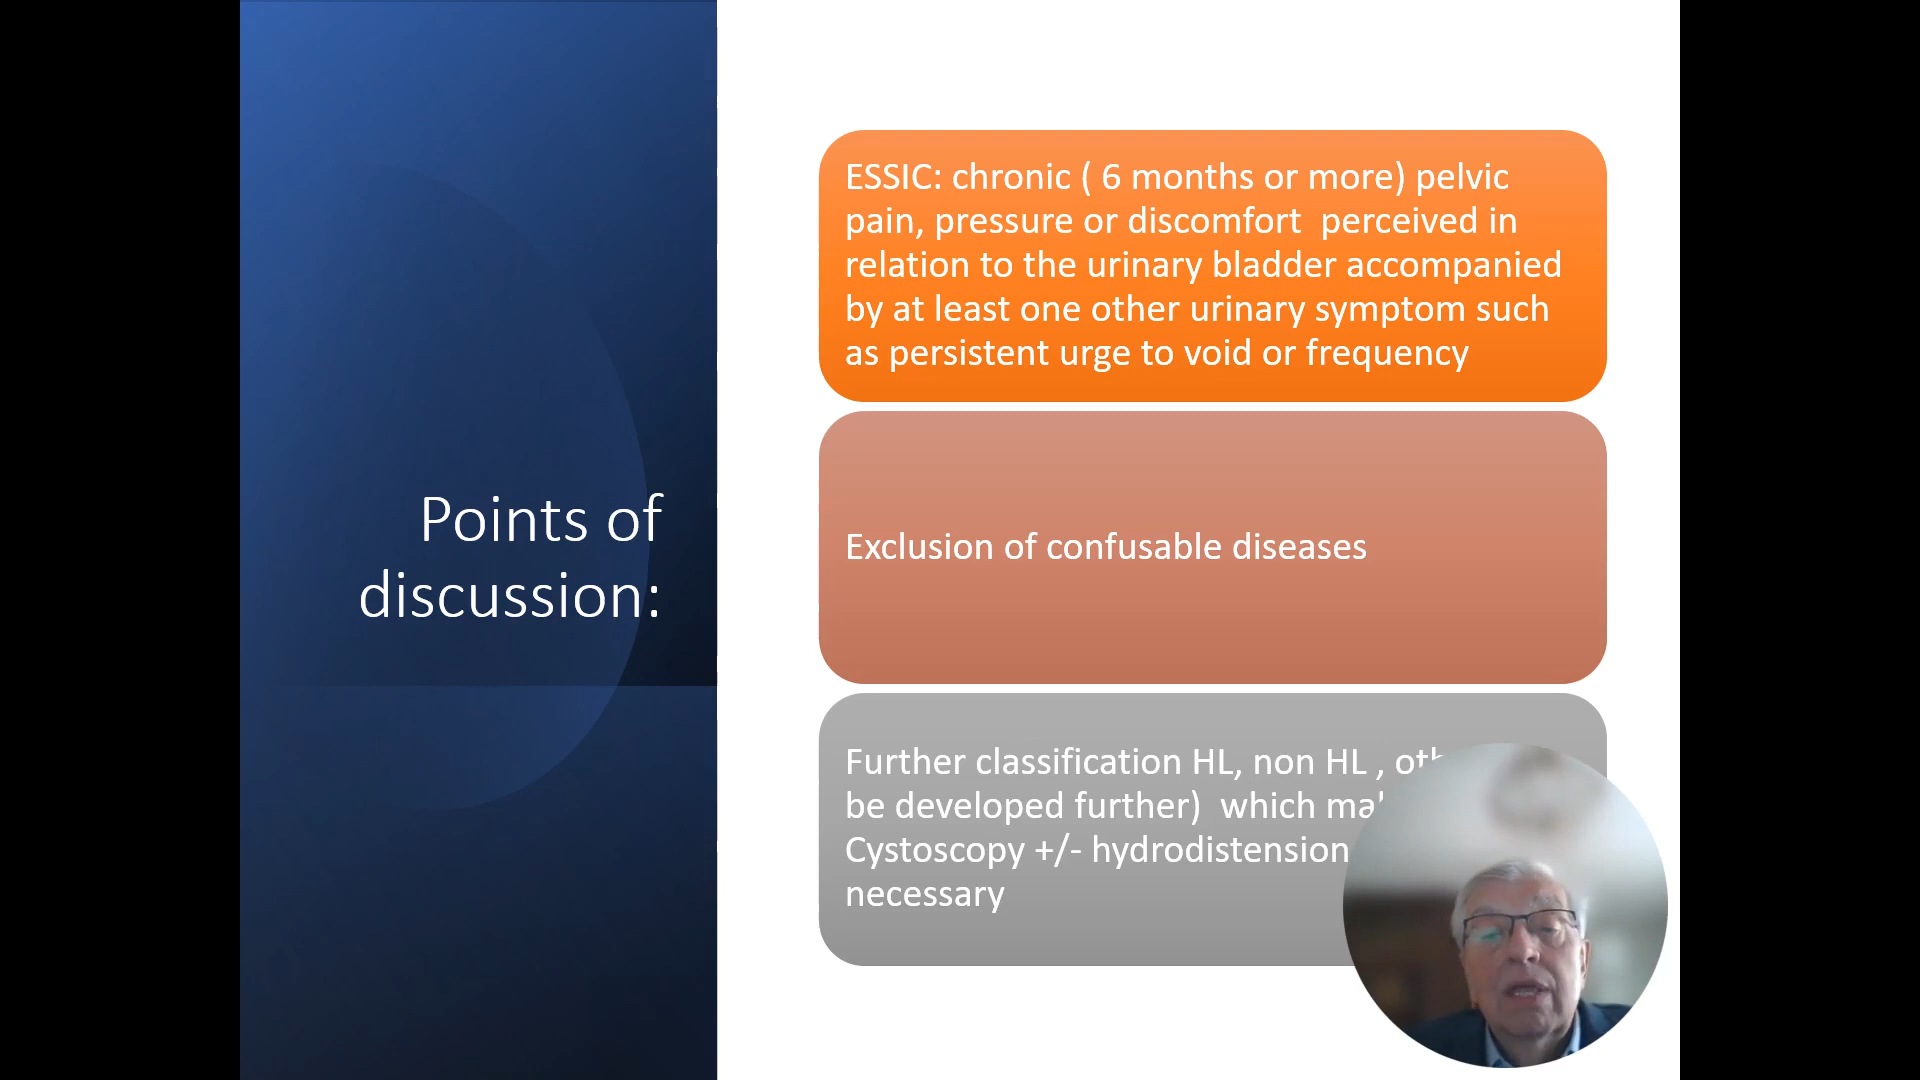 Points of
discussion:
ESSIC: chronic ( 6 months or more) pelvic
pain, pressure or discomfort  perceived in
relation to the urinary bladder accompanied
by at least one other urinary symptom such
as persistent urge to void or frequency
Exclusion of confusable diseases
Further classification HL, non HL ,
be developed further)  which
Cystoscopy +/- hydrodistension
necessary